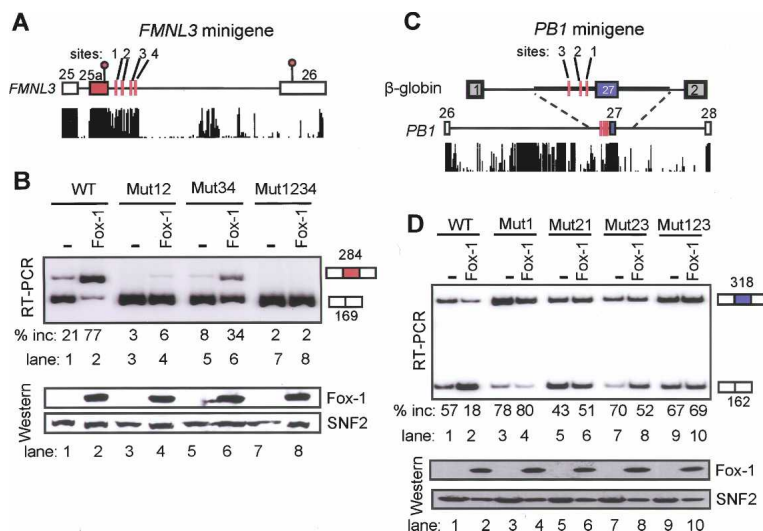 A
FMNL3 minigene
sites: 1 2 3 4
25 25a 26
FMNL3
B
WT Mut12 Mut34 Mut1234
- Fox-1 - Fox-1 - Fox-1 - Fox-1
RT-PCR
284
169
% inc: 21 77 3 6 8 34 2 2
lane: 1 2 3 4 5 6 7 8
Western
Fox-1
SNF2
lane: 1 2 3 4 5 6 7 8
C
PB1 minigene
sites: 3 2 1
β-globin
1 27 2
26 27 28
PB1
D
WT Mut1 Mut21 Mut23 Mut123
- Fox-1 - Fox-1 - Fox-1 - Fox-1 - Fox-1
RT-PCR
318
162
% inc: 57 18 78 80 43 51 70 52 67 69
lane: 1 2 3 4 5 6 7 8 9 10
Western
Fox-1
SNF2
lane: 1 2 3 4 5 6 7 8 9 10